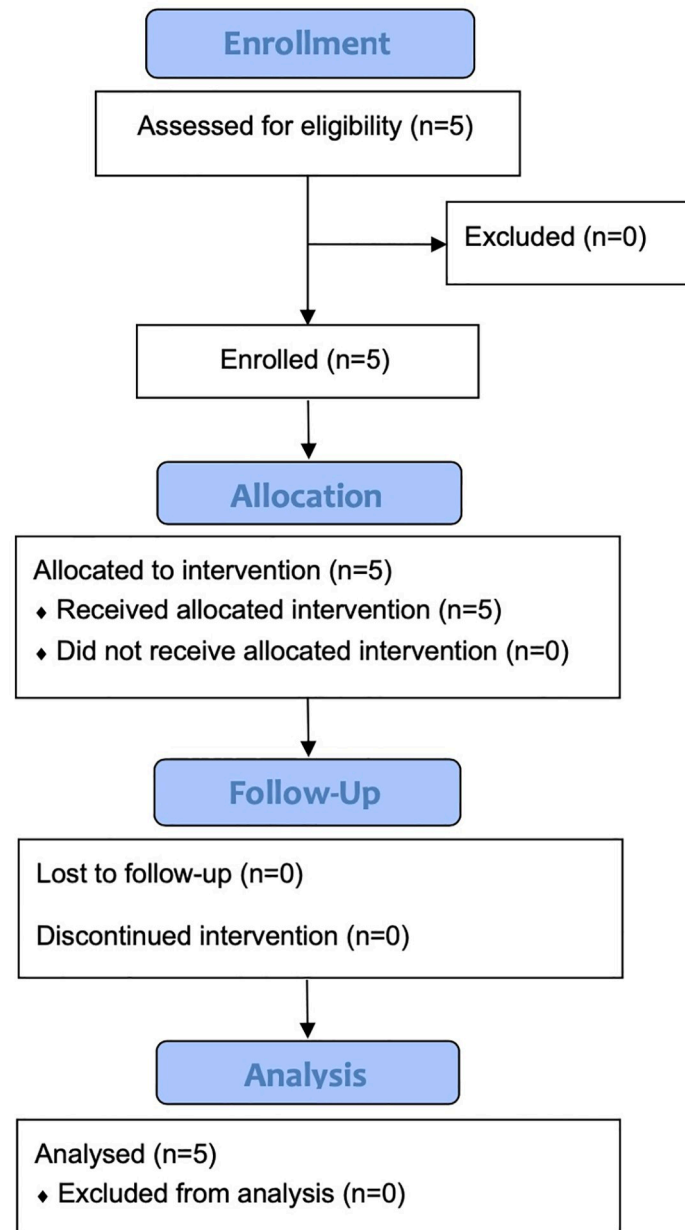 Enrollment
Assessed for eligibility (n=5)
Excluded (n=0)
Enrolled (n=5)
Allocation
Allocated to intervention (n=5)
♦ Received allocated intervention (n=5)
♦ Did not receive allocated intervention (n=0)
Follow-Up
Lost to follow-up (n=0)
Discontinued intervention (n=0)
Analysis
Analysed (n=5)
♦ Excluded from analysis (n=0)